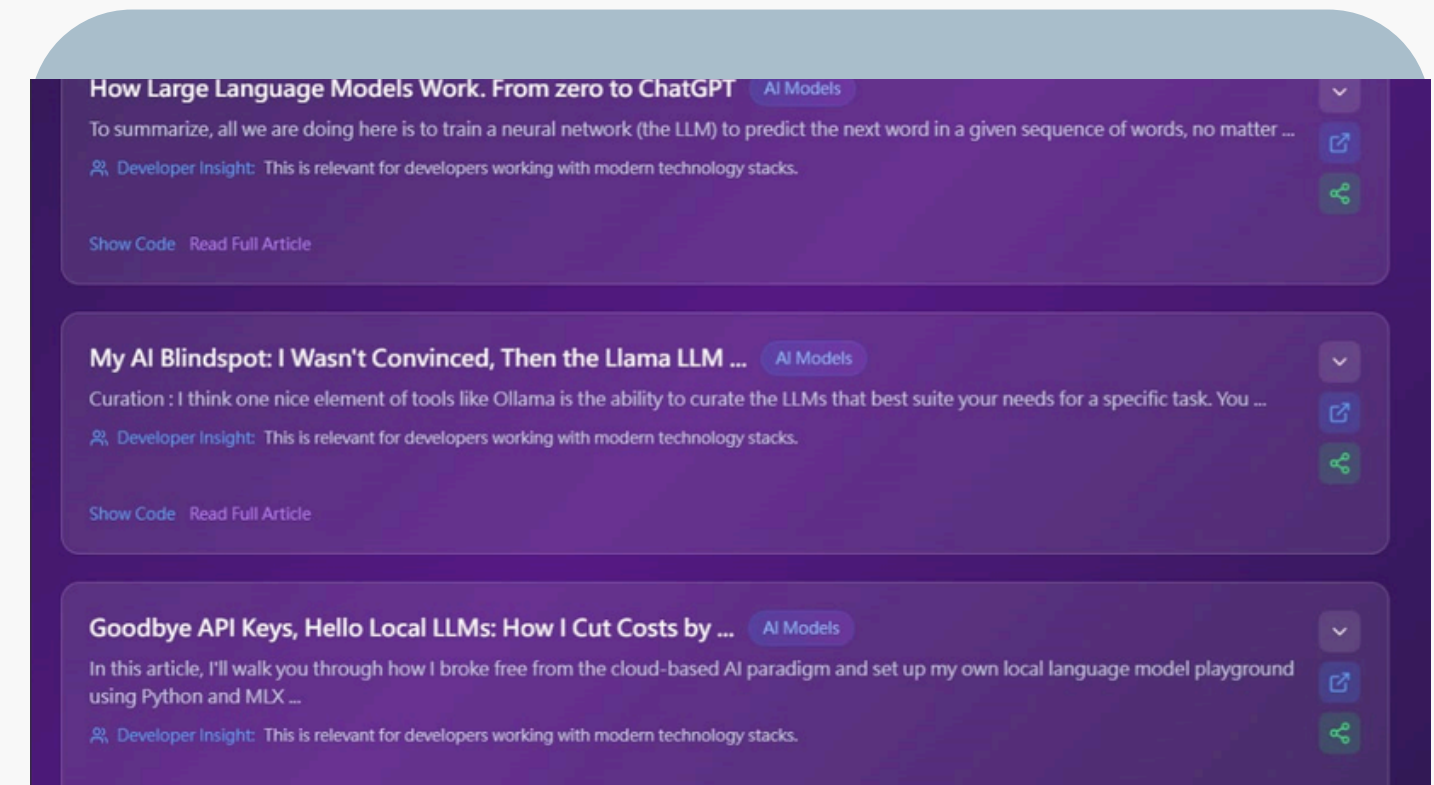 How Large Language Models Work. From zero to ChatGPT AI Models
To summarize, all we are doing here is to train a neural network (the LLM) to predict the next word in a given sequence of words, no matter ...
Developer Insight: This is relevant for developers working with modern technology stacks.
Show Code Read Full Article
My AI Blindspot: I Wasn't Convinced, Then the Llama LLM ... AI Models
Curation : I think one nice element of tools like Ollama is the ability to curate the LLMs that best suite your needs for a specific task. You ...
Developer Insight: This is relevant for developers working with modern technology stacks.
Show Code Read Full Article
Goodbye API Keys, Hello Local LLMs: How I Cut Costs by ... AI Models
In this article, I'll walk you through how I broke free from the cloud-based AI paradigm and set up my own local language model playground
using Python and MLX ...
Developer Insight: This is relevant for developers working with modern technology stacks.